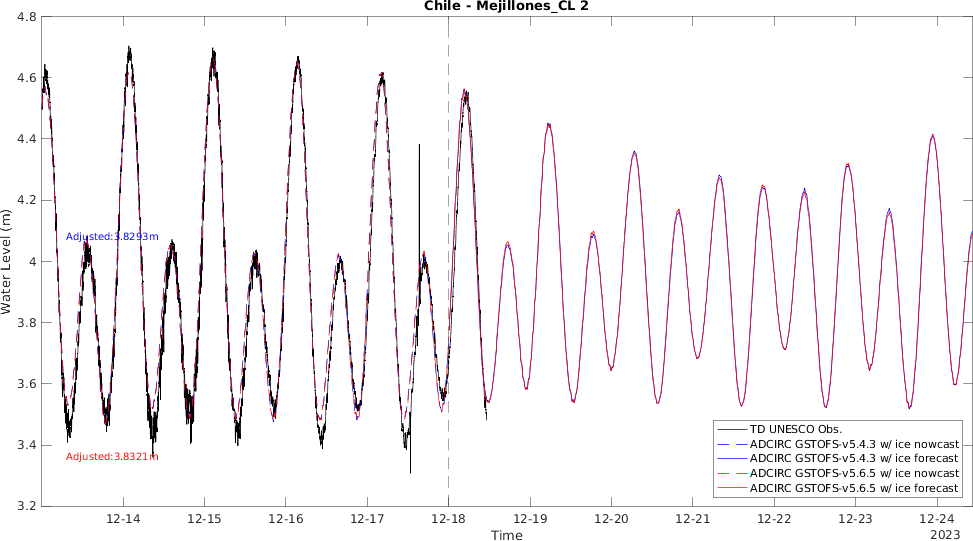 Chile - Mejillones_CL 2
4.8
4.6
4.4
4.2
4
3.8
3.6
3.4
3.2
Water Level (m)
Adjusted:3.8293m
Adjusted:3.8321m
TD UNESCO Obs.
ADCIRC GSTOFS-v5.4.3 w/ ice nowcast
ADCIRC GSTOFS-v5.4.3 w/ ice forecast
ADCIRC GSTOFS-v5.6.5 w/ ice nowcast
ADCIRC GSTOFS-v5.6.5 w/ ice forecast
12-14 12-15 12-16 12-17 12-18 12-19 12-20 12-21 12-22 12-23 12-24
2023
Time